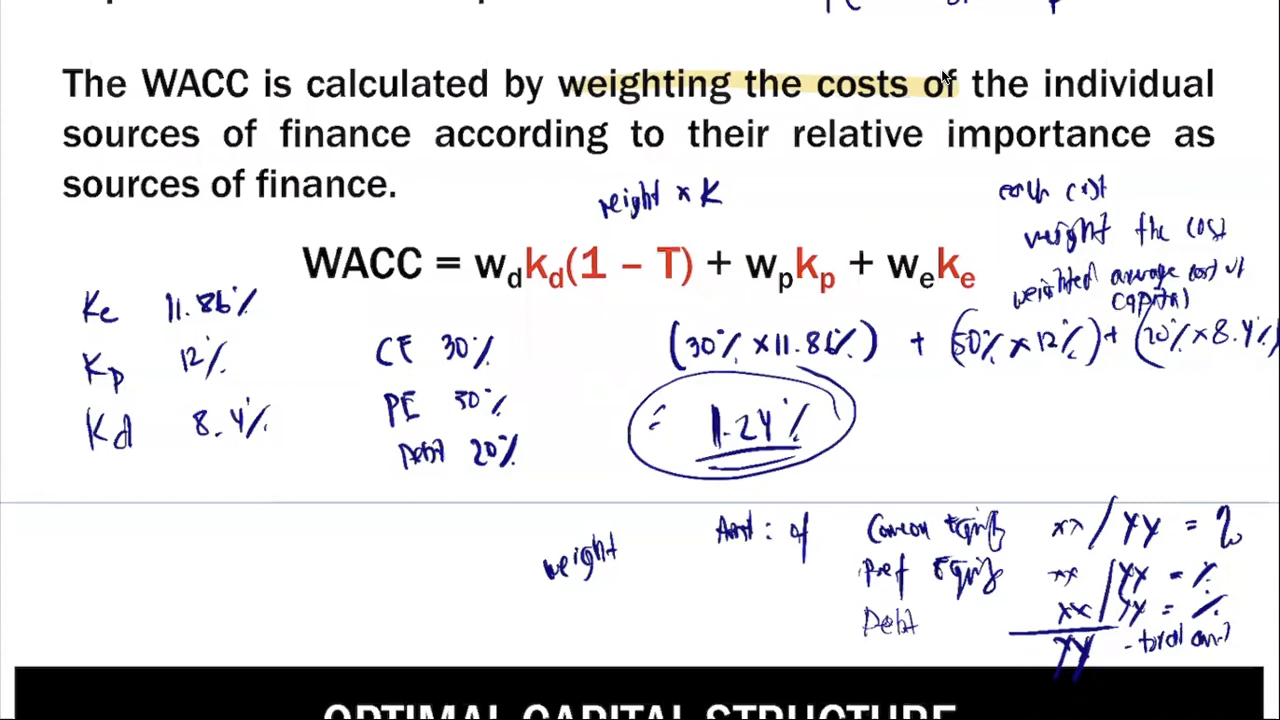 The WACC is calculated by weighting the costs of the individual
sources of finance according to their relative importance as
sources of finance.
weight × K
each cost
weight the cost
weighted average cost of
capital
WACC = wdkd(1 – T) + wpkp + weke
Ke 11.86%
Kp 12%
Kd 8.4%
CE 30%
PE 50%
Debt 20%
(30% × 11.86%) + (50% × 12%) + (20% × 8.4%)
= 11.24%
weight
Amt : of Common Equity xx / YY = %
Pref Equity xx / YY = %
Debt xx / YY = %
YY - total amt
OPTIMAL CAPITAL STRUCTURE